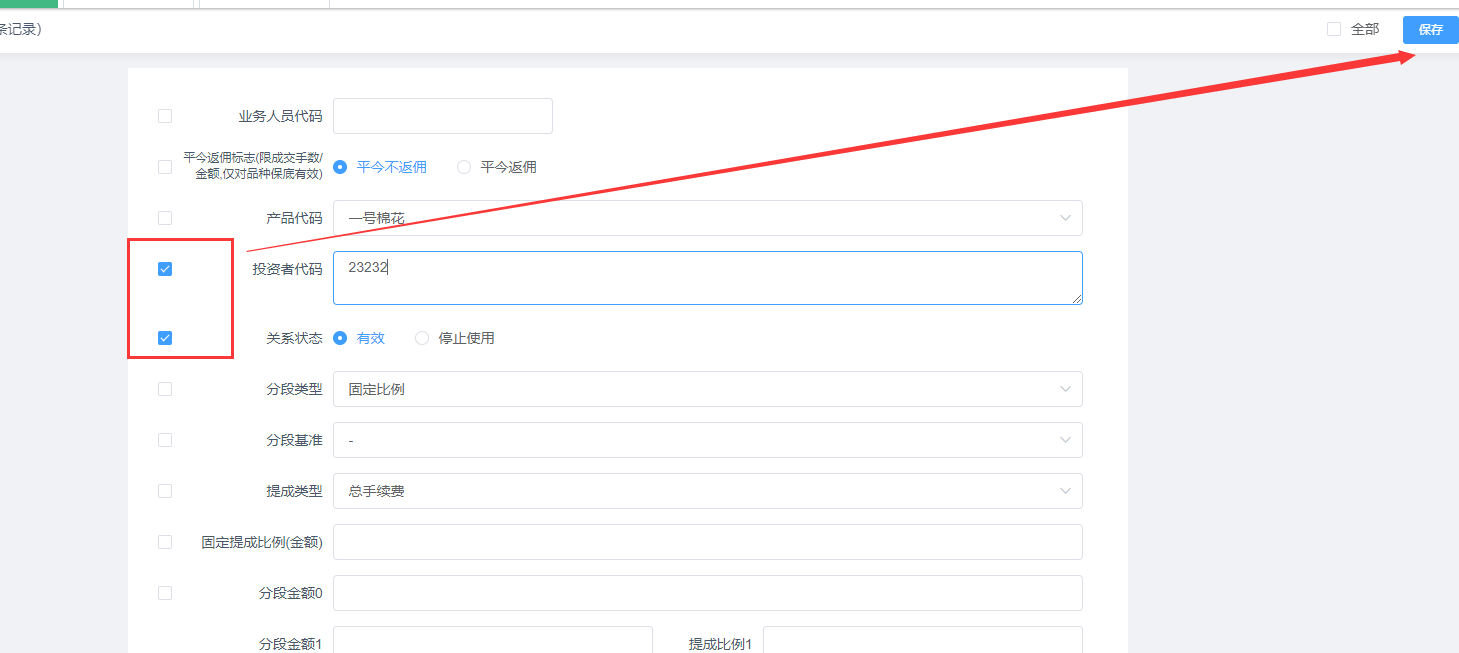 条记录)
全部
保存
业务人员代码
平今返佣标志(限成交手数/
金额,仅对品种保底有效)
平今不返佣
平今返佣
产品代码
一号棉花
投资者代码
23232
关系状态
有效
停止使用
分段类型
固定比例
分段基准
-
提成类型
总手续费
固定提成比例(金额)
分段金额0
分段金额1
提成比例1